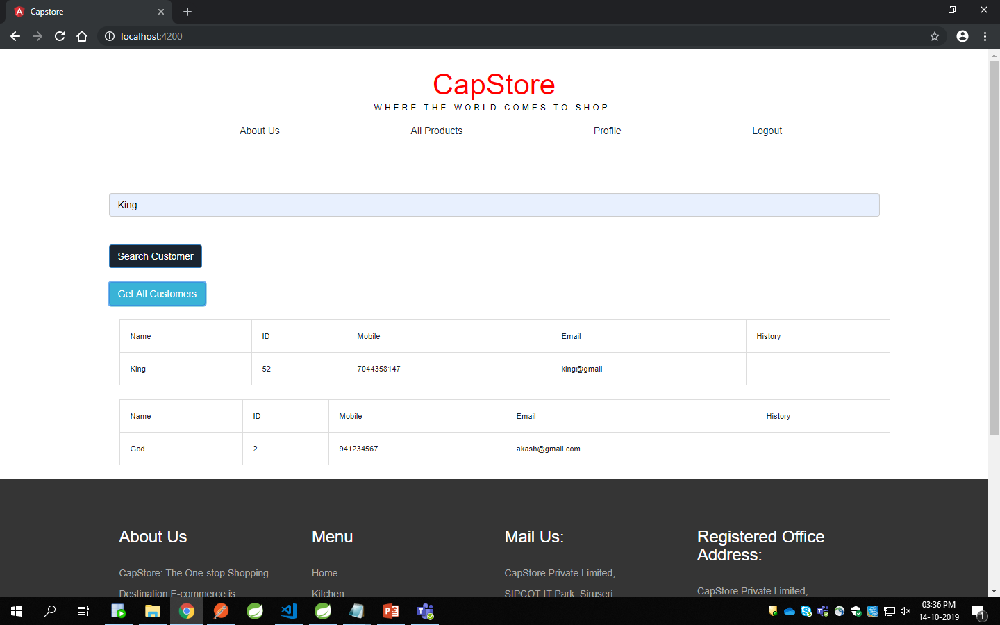 Capstore
localhost:4200
CapStore
WHERE THE WORLD COMES TO SHOP.
About Us All Products Profile Logout
King
Search Customer
Get All Customers
Name ID Mobile Email History
King 52 7044358147 king@gmail
Name ID Mobile Email History
God 2 941234567 akash@gmail.com
About Us
CapStore: The One-stop Shopping
Destination E-commerce is
Menu
Home
Kitchen
Mail Us:
CapStore Private Limited,
SIPCOT IT Park, Siruseri
Registered Office
Address:
CapStore Private Limited,
03:36 PM
14-10-2019
1